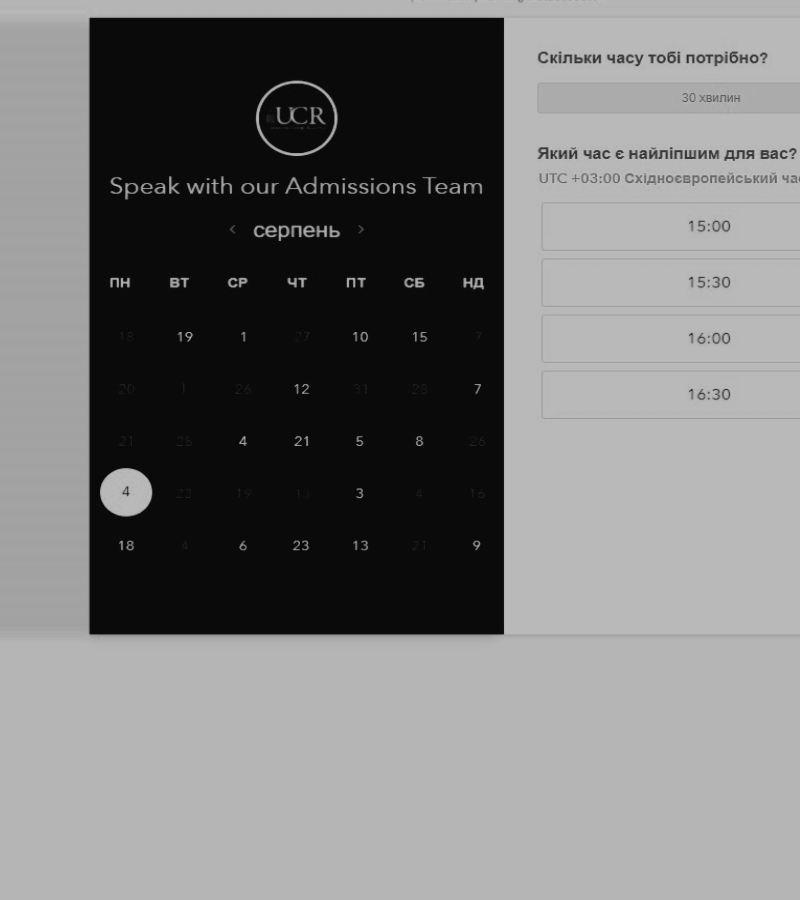 UCR
Speak with our Admissions Team
< серпень >
ПН ВТ СР ЧТ ПТ СБ НД
18 19 1 27 10 15 7
20 1 26 12 31 28 7
21 25 4 21 5 8 26
4 22 19 13 3 4 16
18 4 6 23 13 21 9
Скільки часу тобі потрібно?
30 хвилин
Який час є найліпшим для вас?
UTC +03:00 Східноєвропейський
15:00
15:30
16:00
16:30